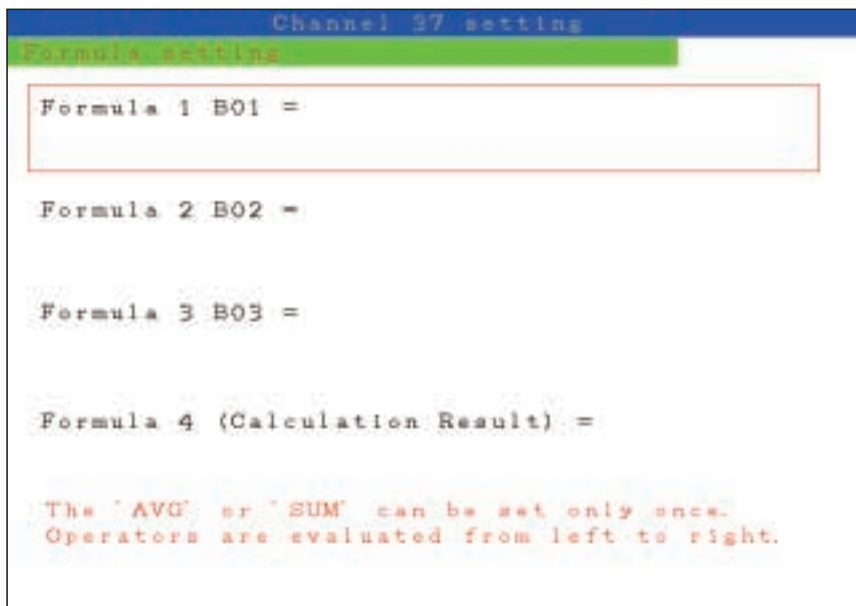 Channel 37 setting
Formula setting
Formula 1 B01 =
Formula 2 B02 =
Formula 3 B03 =
Formula 4 (Calculation Result) =
The `AVG' or `SUM' can be set only once.
Operators are evaluated from left to right.